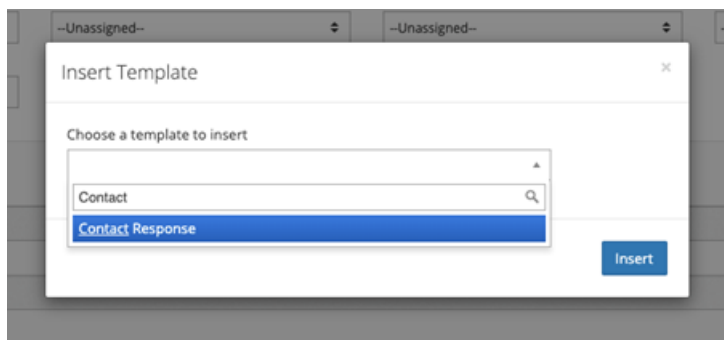 --Unassigned--
--Unassigned--
Insert Template
×
Choose a template to insert
Contact
Contact Response
Insert